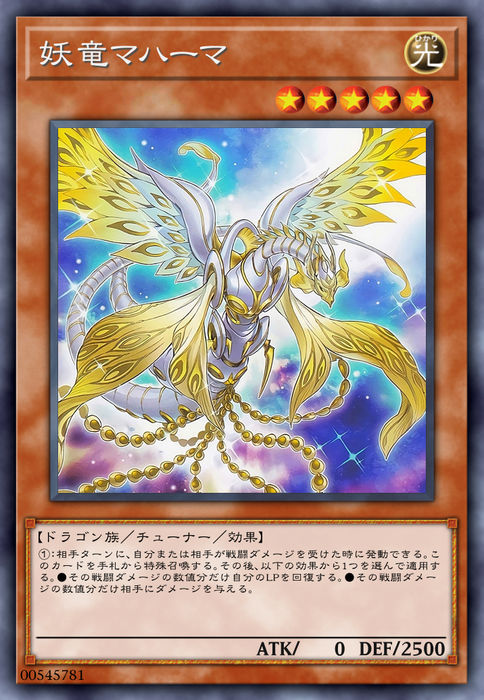 妖竜マハーマ
ひかり
光
【ドラゴン族／チューナー／効果】
①：相手ターンに、自分または相手が戦闘ダメージを受けた時に発動できる。こ
のカードを手札から特殊召喚する。その後、以下の効果から1つを選んで適用す
る。●その戦闘ダメージの数値分だけ自分のLPを回復する。●その戦闘ダメー
ジの数値分だけ相手にダメージを与える。
ATK/ 0 DEF/2500
00545781